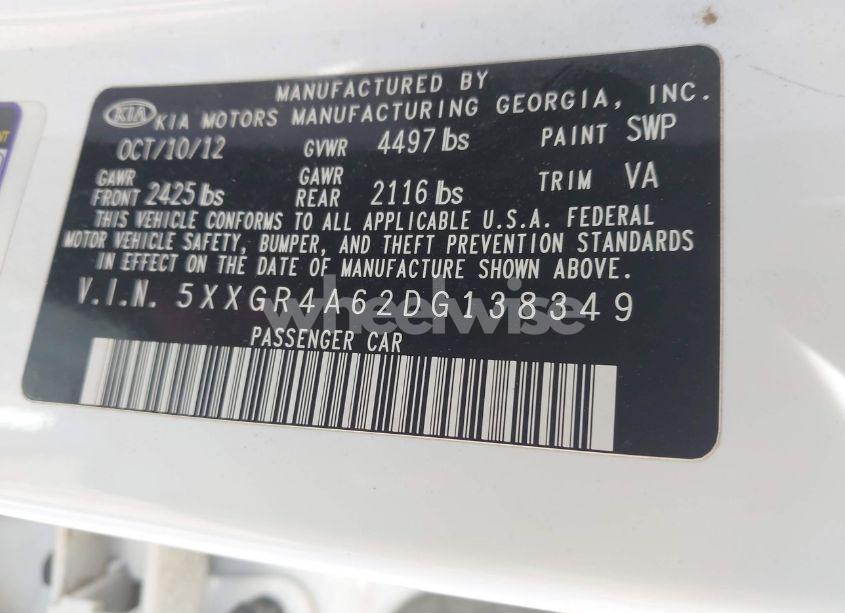 MANUFACTURED BY
KIA KIA MOTORS MANUFACTURING GEORGIA, INC.
OCT/10/12 GVWR 4497 lbs PAINT SWP
GAWR FRONT 2425 lbs GAWR REAR 2116 lbs TRIM VA
THIS VEHICLE CONFORMS TO ALL APPLICABLE U.S.A. FEDERAL
MOTOR VEHICLE SAFETY, BUMPER, AND THEFT PREVENTION STANDARDS
IN EFFECT ON THE DATE OF MANUFACTURE SHOWN ABOVE.
V.I.N. 5XXGR4A62DG138349
wheelwise
PASSENGER CAR